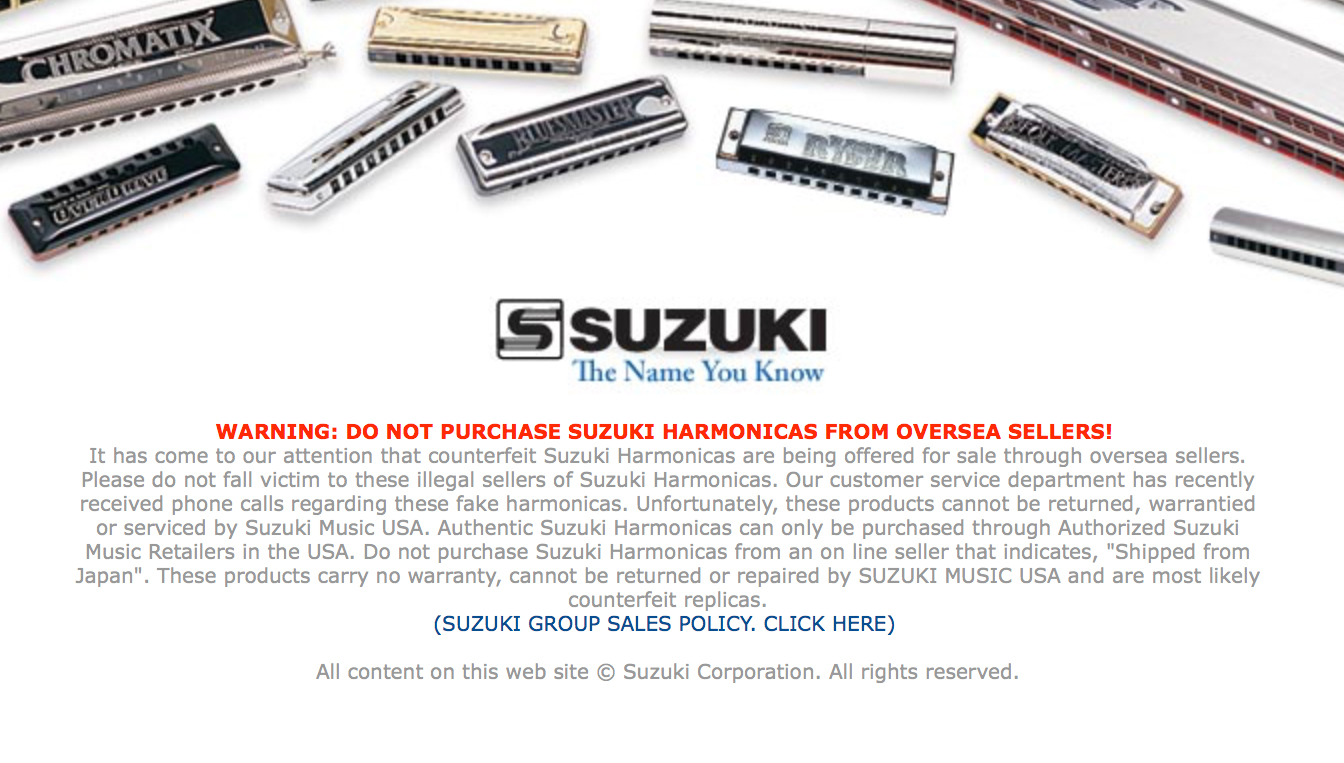 CHROMATIX
BLUESMASTER
OVERDRIVE
SUZUKI
The Name You Know
WARNING: DO NOT PURCHASE SUZUKI HARMONICAS FROM OVERSEA SELLERS!
It has come to our attention that counterfeit Suzuki Harmonicas are being offered for sale through oversea sellers.
Please do not fall victim to these illegal sellers of Suzuki Harmonicas. Our customer service department has recently
received phone calls regarding these fake harmonicas. Unfortunately, these products cannot be returned, warrantied
or serviced by Suzuki Music USA. Authentic Suzuki Harmonicas can only be purchased through Authorized Suzuki
Music Retailers in the USA. Do not purchase Suzuki Harmonicas from an on line seller that indicates, "Shipped from
Japan". These products carry no warranty, cannot be returned or repaired by SUZUKI MUSIC USA and are most likely
counterfeit replicas.
(SUZUKI GROUP SALES POLICY. CLICK HERE)
All content on this web site © Suzuki Corporation. All rights reserved.